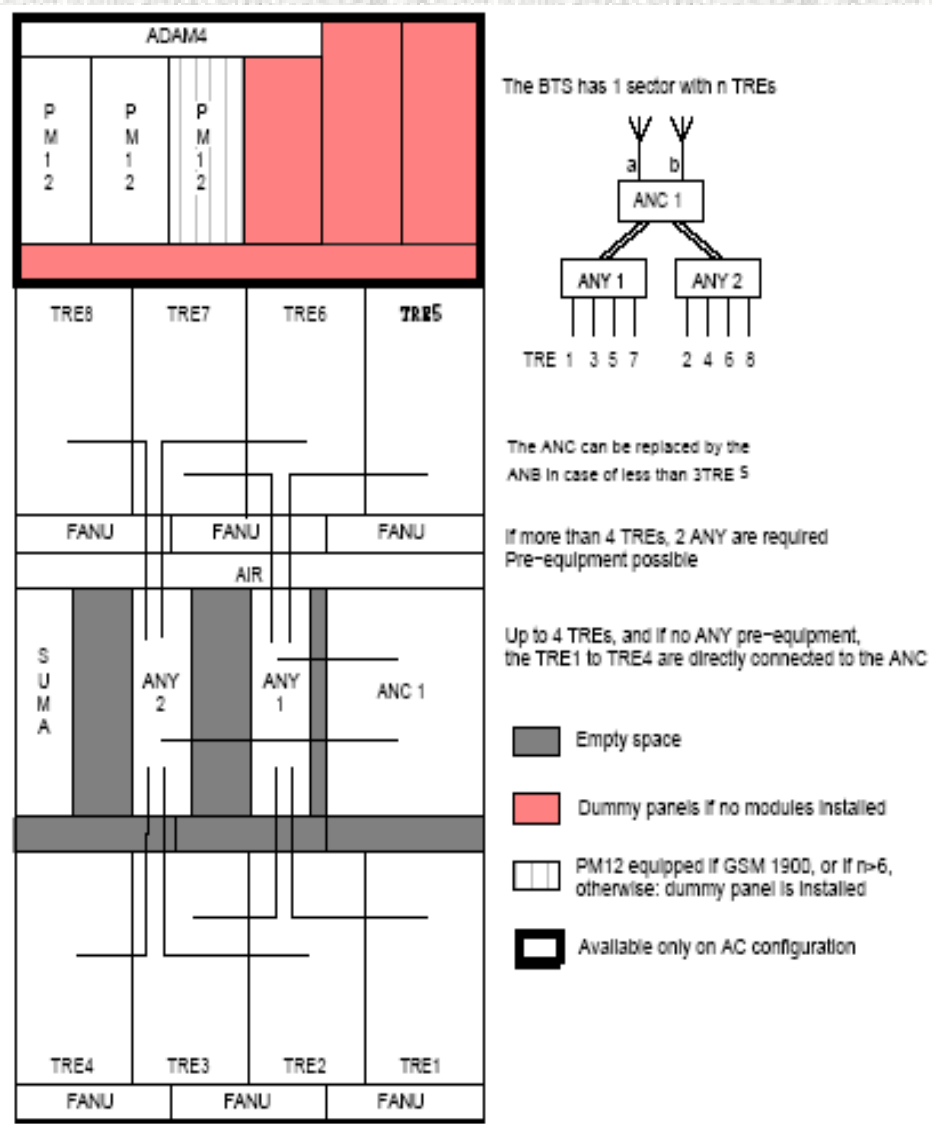 ADAM4
P
M
1
2
P
M
1
2
P
M
1
2
TRE8 TRE7 TRE6 TRE5
FANU FANU FANU
AIR
S
U
M
A
ANY
2
ANY
1
ANC 1
TRE4 TRE3 TRE2 TRE1
FANU FANU FANU
The BTS has 1 sector with n TREs
a b
ANC 1
ANY 1 ANY 2
TRE 1 3 5 7 2 4 6 8
The ANC can be replaced by the
ANB in case of less than 3TRE S
If more than 4 TREs, 2 ANY are required
Pre-equipment possible
Up to 4 TREs, and if no ANY pre-equipment,
the TRE1 to TRE4 are directly connected to the ANC
Empty space
Dummy panels if no modules installed
PM12 equipped if GSM 1900, or if n>6,
otherwise: dummy panel is installed
Available only on AC configuration